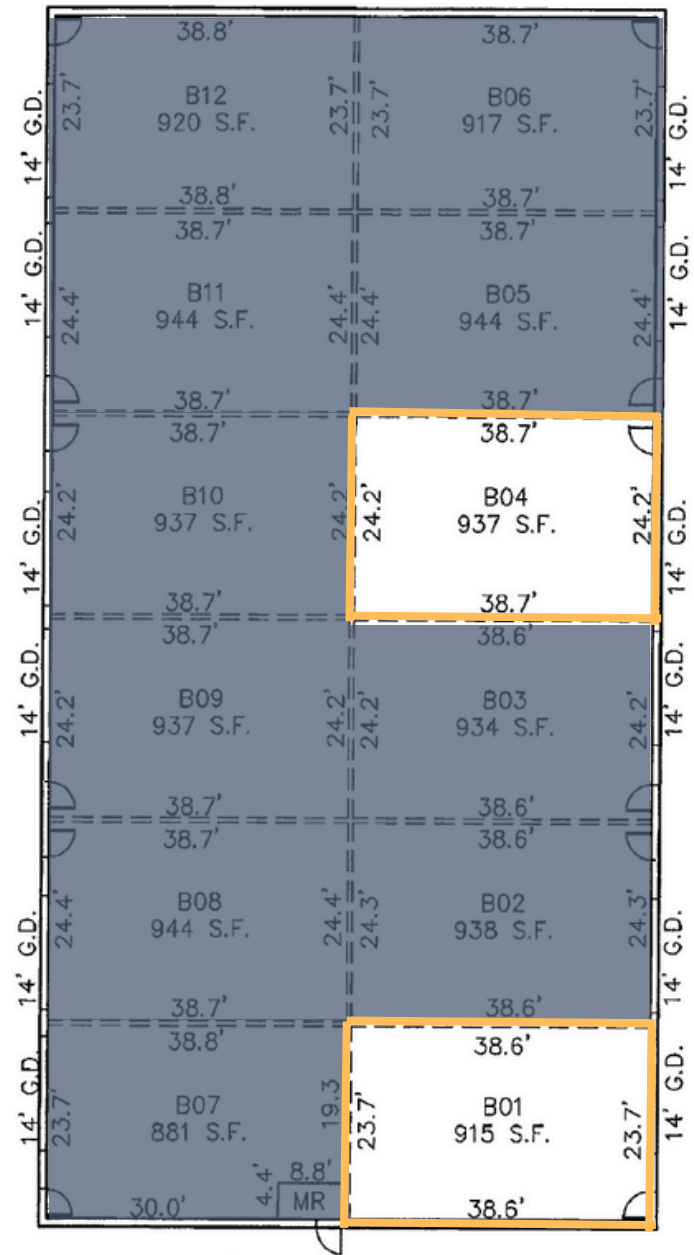 38.8' 38.7'
14' G.D. 23.7' B12 23.7' 23.7' B06 23.7' 14' G.D.
920 S.F. 917 S.F.
38.8' 38.7'
38.7' 38.7'
14' G.D. 24.4' B11 24.4' 24.4' B05 24.4' 14' G.D.
944 S.F. 944 S.F.
38.7' 38.7'
38.7' 38.7'
14' G.D. 24.2' B10 24.2' 24.2' B04 24.2' 14' G.D.
937 S.F. 937 S.F.
38.7' 38.7'
38.7' 38.6'
14' G.D. 24.2' B09 24.2' 24.2' B03 24.2' 14' G.D.
937 S.F. 934 S.F.
38.7' 38.6'
38.7' 38.6'
14' G.D. 24.4' B08 24.4' 24.3' B02 24.3' 14' G.D.
944 S.F. 938 S.F.
38.7' 38.6'
38.8' 38.6'
14' G.D. 23.7' B07 19.3 23.7' B01 23.7' 14' G.D.
881 S.F. 915 S.F.
4.4' 8.8'
30.0' MR 38.6'